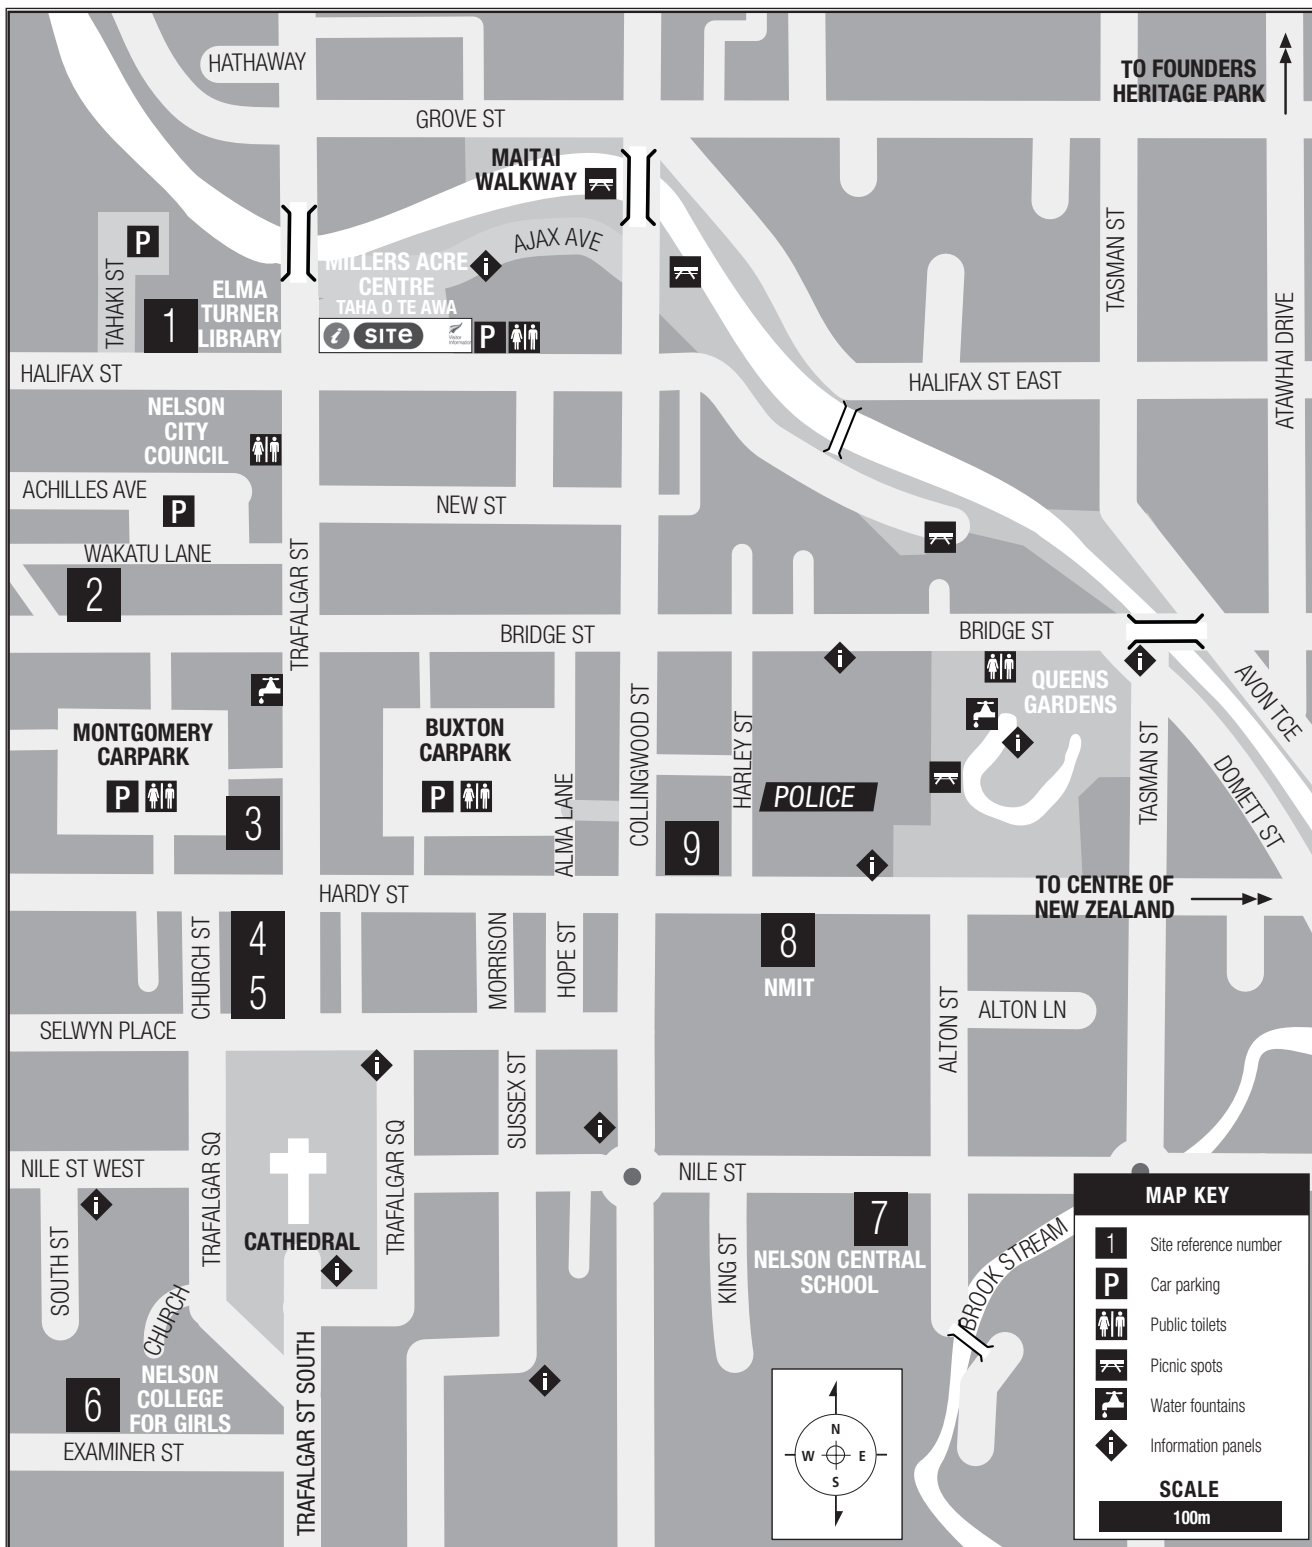 HATHAWAY
TO FOUNDERS
HERITAGE PARK
GROVE ST
MAITAI
WALKWAY
AJAX AVE
P
TAHAKI ST
1
ELMA
TURNER
LIBRARY
MILLERS ACRE
CENTRE
TAHA O TE AWA
i
i SITE
P
TASMAN ST
ATAWHAI DRIVE
HALIFAX ST
HALIFAX ST EAST
NELSON
CITY
COUNCIL
ACHILLES AVE
P
NEW ST
WAKATU LANE
2
TRAFALGAR ST
BRIDGE ST
BRIDGE ST
i
i
QUEENS
GARDENS
i
AVON TCE
DOMETT ST
TASMAN ST
MONTGOMERY
CARPARK
P
BUXTON
CARPARK
P
COLLINGWOOD ST
HARLEY ST
ALMA LANE
POLICE
3
9
i
HARDY ST
TO CENTRE OF
NEW ZEALAND
CHURCH ST
4
5
MORRISON
HOPE ST
8
NMIT
ALTON ST
ALTON LN
SELWYN PLACE
i
SUSSEX ST
i
NILE ST WEST
NILE ST
TRAFALGAR SQ
TRAFALGAR SQ
i
SOUTH ST
CATHEDRAL
i
KING ST
7
NELSON CENTRAL
SCHOOL
BROOK STREAM
CHURCH
6
NELSON
COLLEGE
FOR GIRLS
EXAMINER ST
TRAFALGAR ST SOUTH
i
N
W E
S
MAP KEY
1 Site reference number
P Car parking
Public toilets
Picnic spots
Water fountains
i Information panels
SCALE
100m